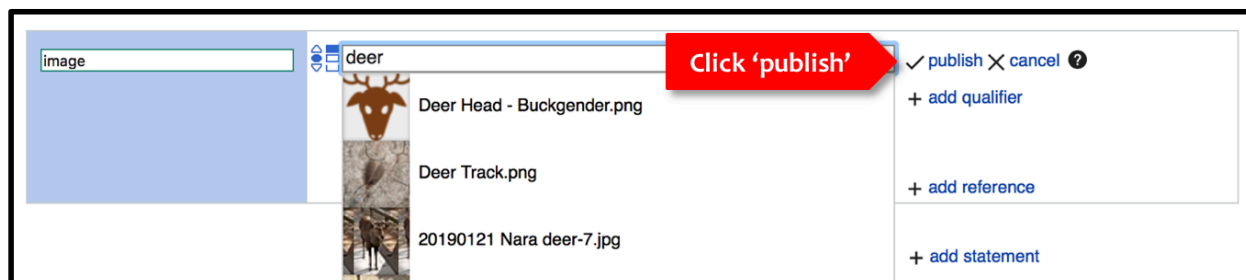 image
deer
Click ‘publish’
publish cancel ?
+ add qualifier
Deer Head - Buckgender.png
Deer Track.png
+ add reference
20190121 Nara deer-7.jpg
+ add statement